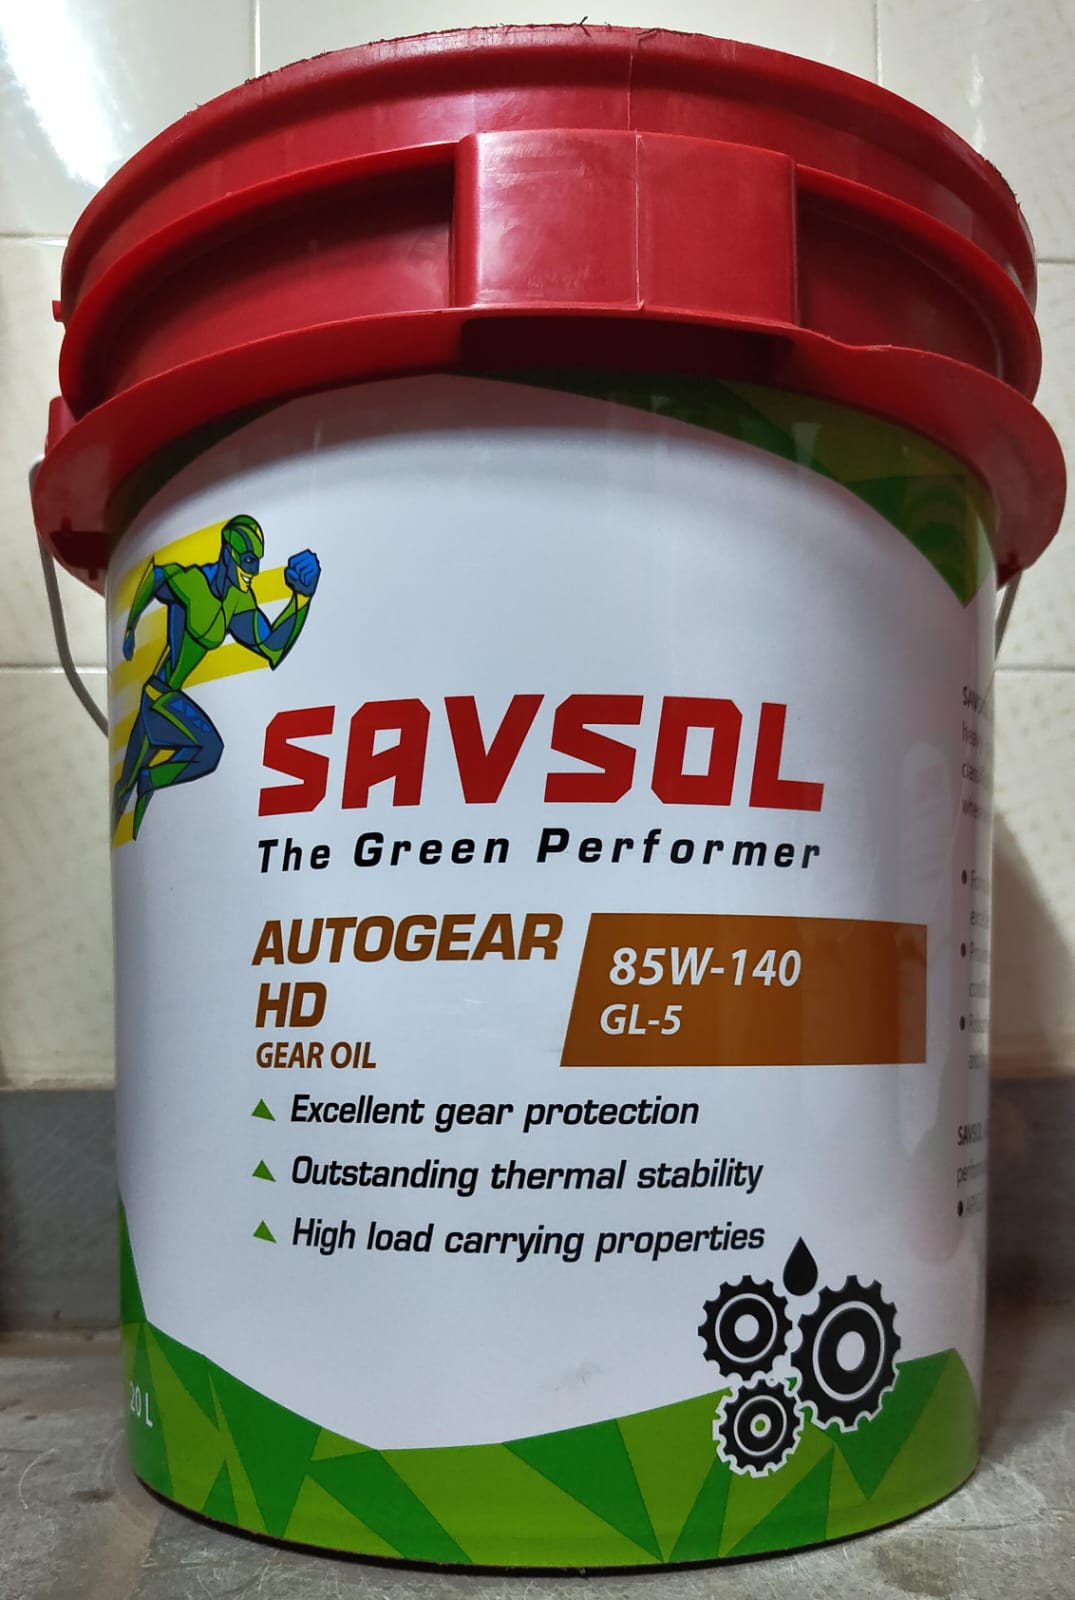 SAVSOL
The Green Performer
AUTOGEAR
HD
GEAR OIL
85W-140
GL-5
Excellent gear protection
Outstanding thermal stability
High load carrying properties
20 L
SAVSOL